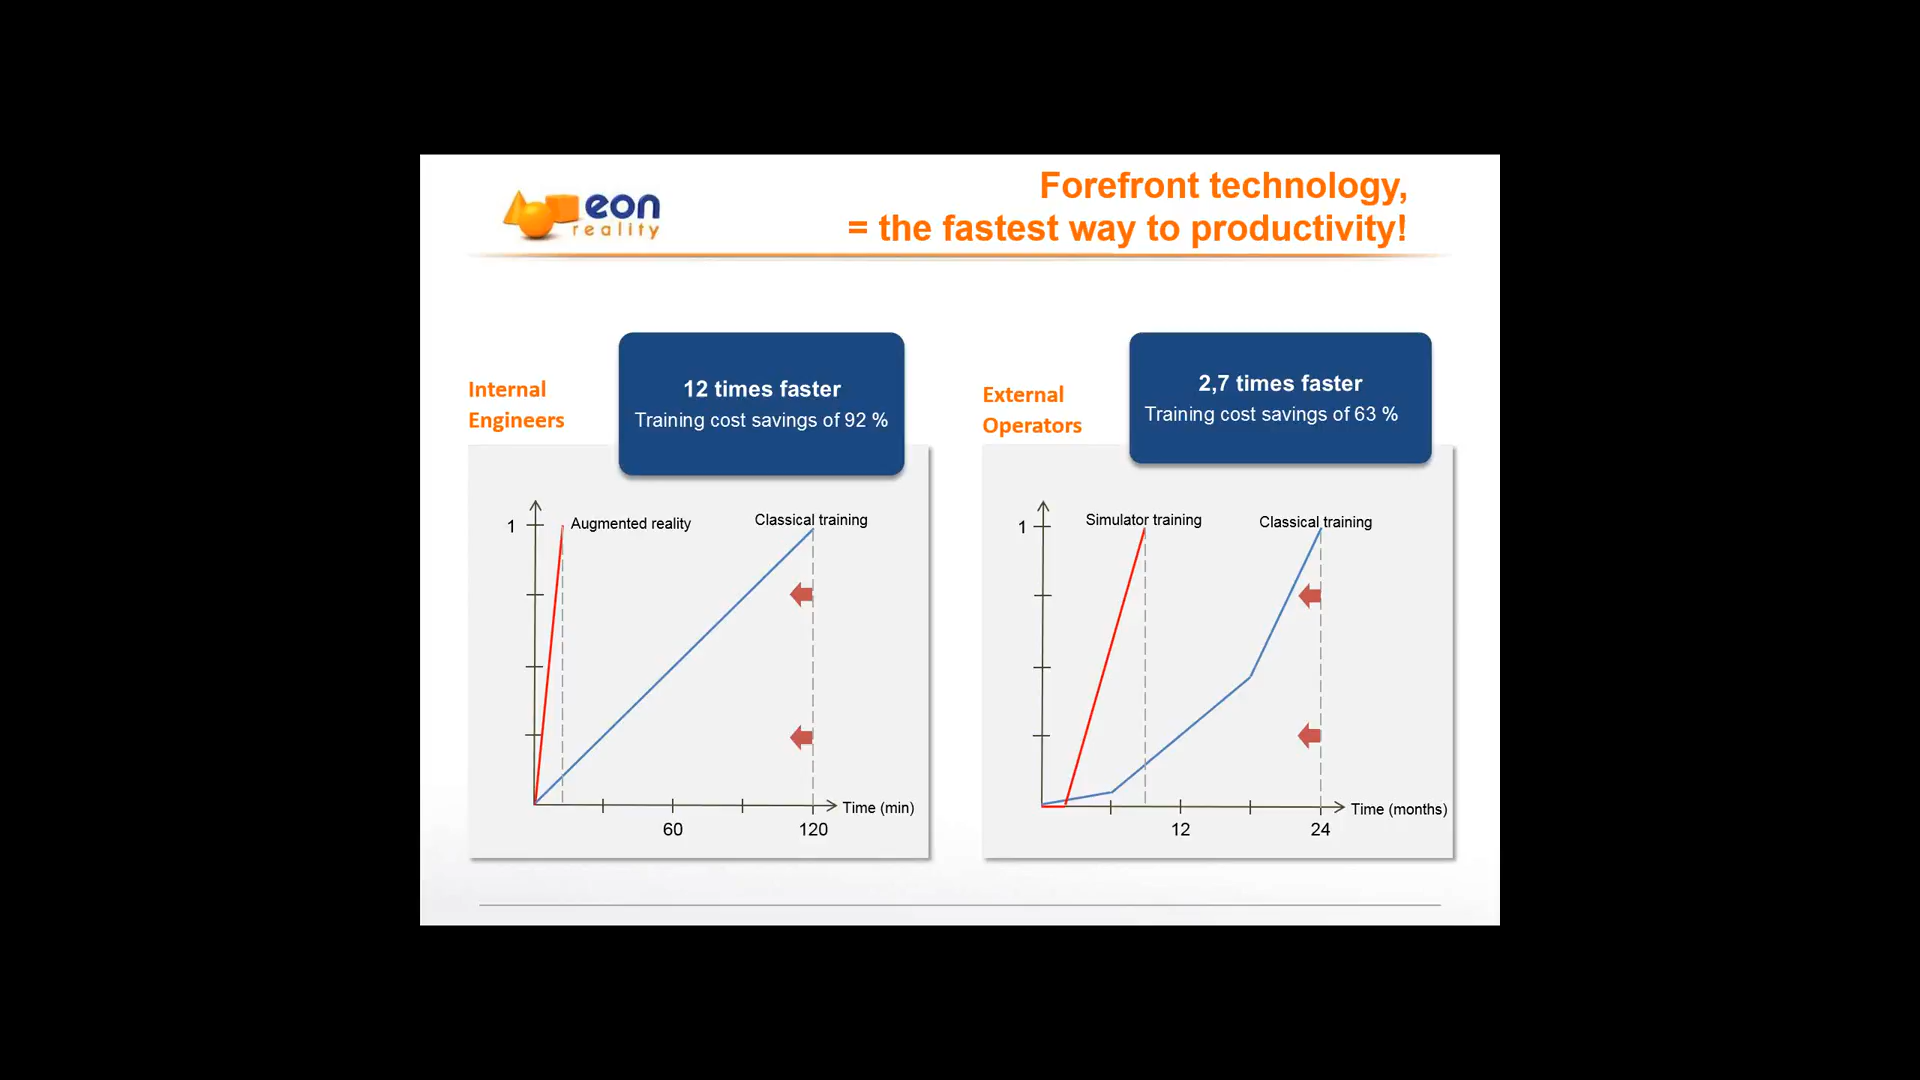 eon
reality
Forefront technology,
= the fastest way to productivity!
Internal
Engineers
12 times faster
Training cost savings of 92 %
1
Augmented reality
Classical training
Time (min)
60
120
External
Operators
2,7 times faster
Training cost savings of 63 %
1
Simulator training
Classical training
Time (months)
12
24